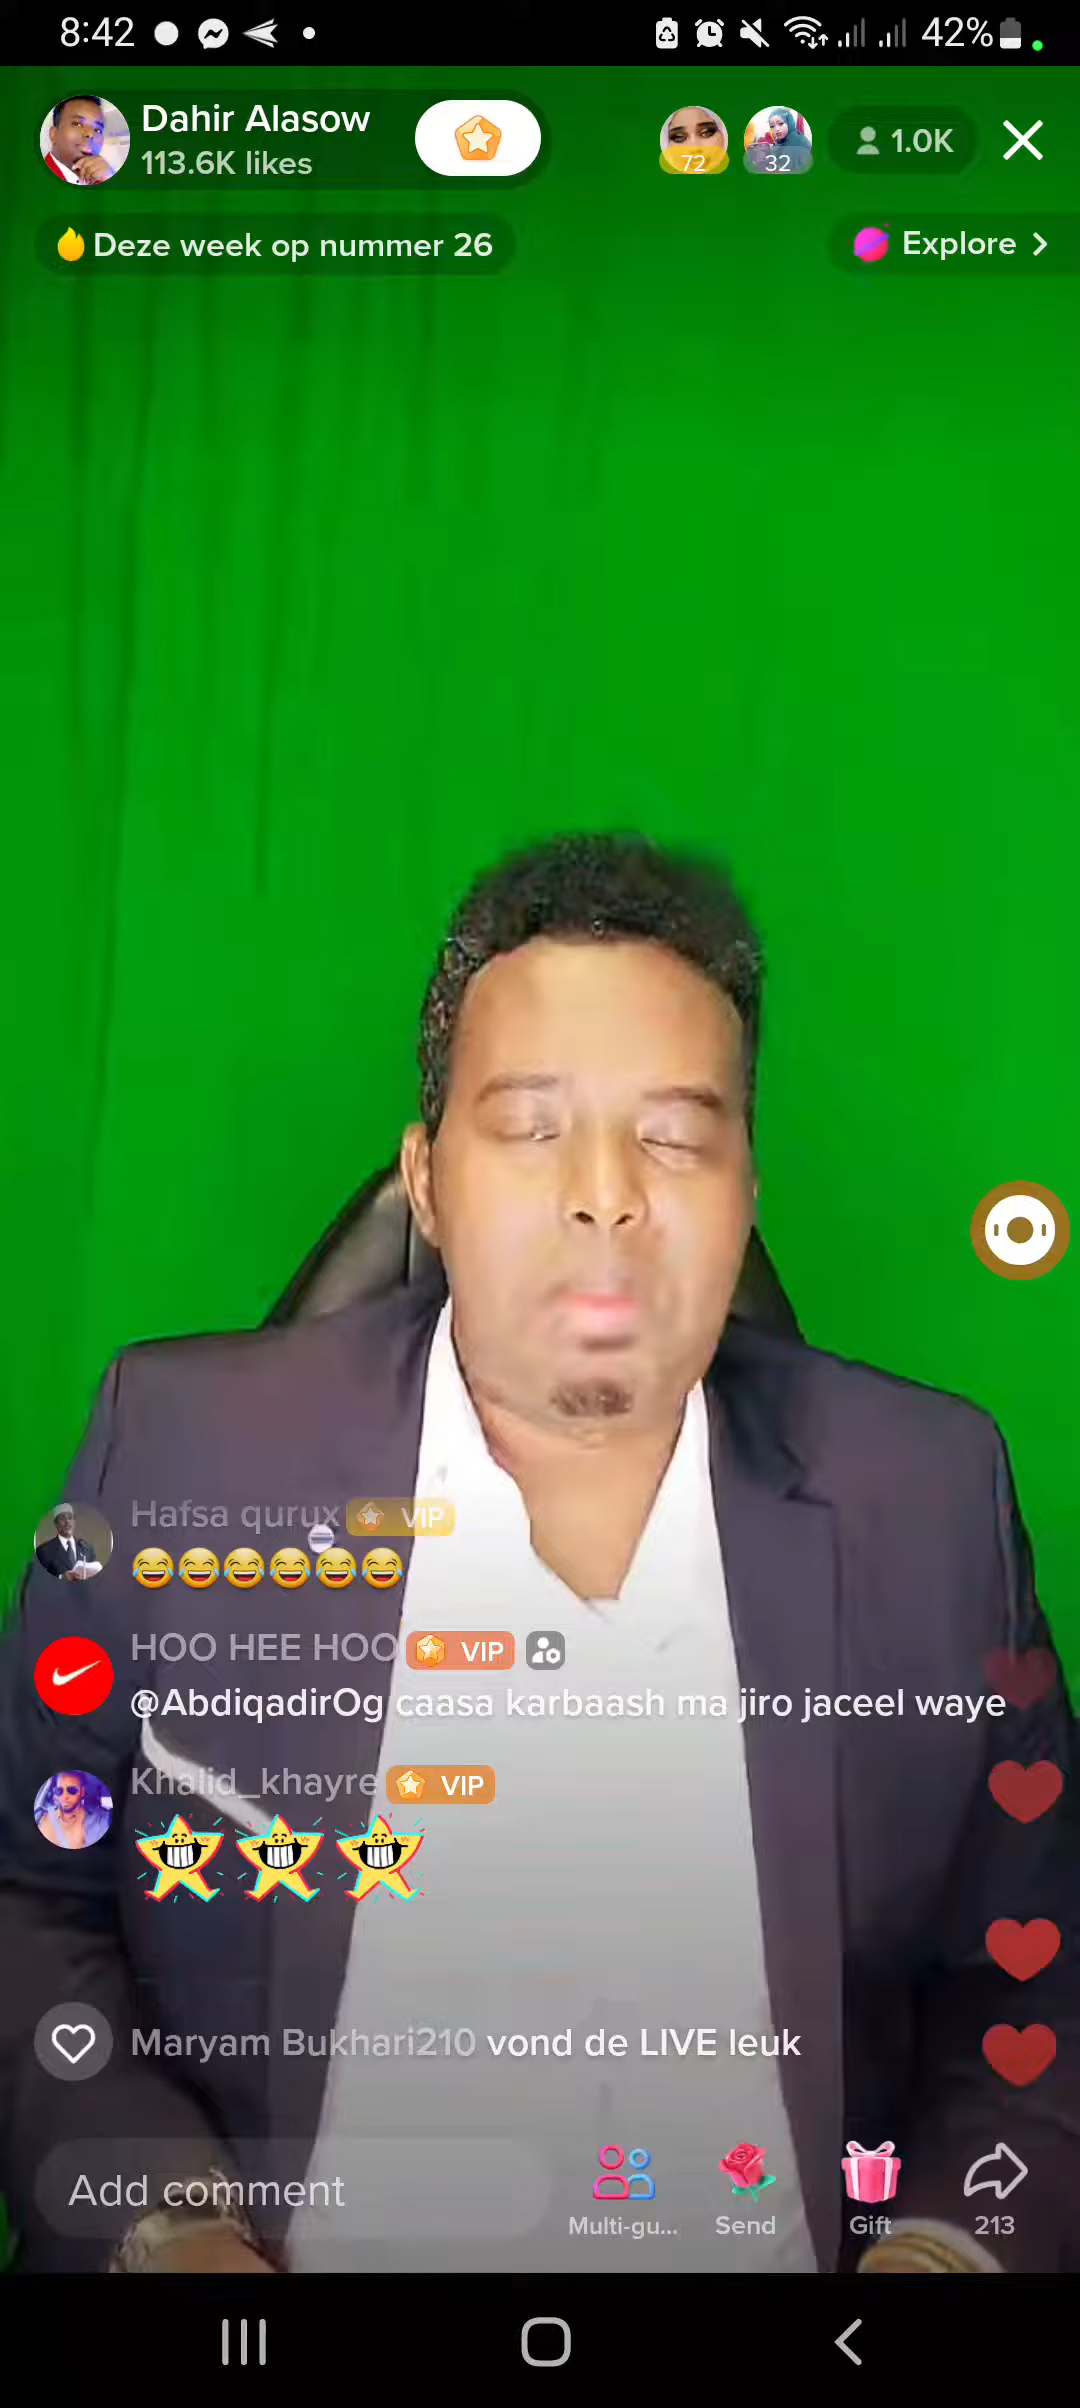 8:42
42%
Dahir Alasow
113.6K likes
72
32
1.0K
Deze week op nummer 26
Explore
Hafsa qurux VIP
😂😂😂😂😂😂
HOO HEE HOO VIP
@AbdiqadirOg caasa karbaash ma jiro jaceel waye
Khalid_khayre VIP
Maryam Bukhari210 vond de LIVE leuk
Add comment
Multi-gu...
Send
Gift
213